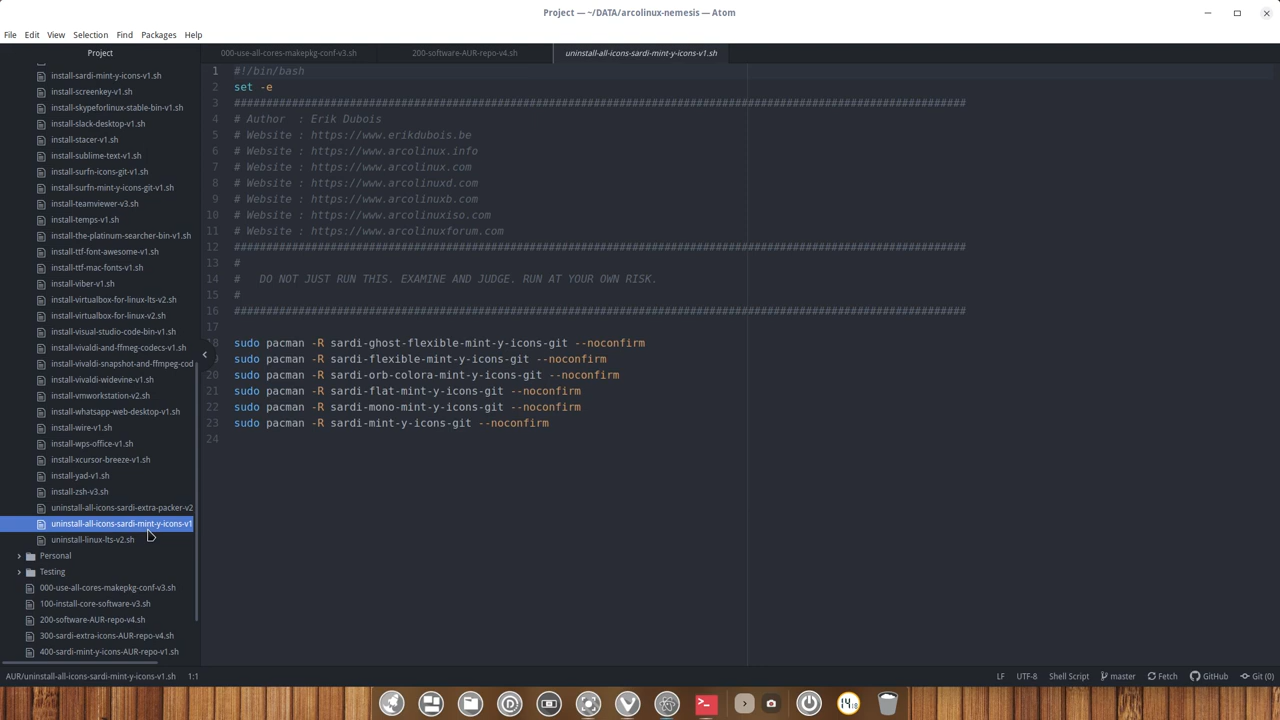 Project — ~/DATA/arcolinux-nemesis — Atom
File Edit View Selection Find Packages Help
Project
000-use-all-cores-makepkg-conf-v3.sh
200-software-AUR-repo-v4.sh
uninstall-all-icons-sardi-mint-y-icons-v1.sh
install-sardi-mint-y-icons-v1.sh
install-screenkey-v1.sh
install-skypeforlinux-stable-bin-v1.sh
install-slack-desktop-v1.sh
install-stacer-v1.sh
install-sublime-text-v1.sh
install-surfn-icons-git-v1.sh
install-surfn-mint-y-icons-git-v1.sh
install-teamviewer-v3.sh
install-temps-v1.sh
install-the-platinum-searcher-bin-v1.sh
install-ttf-font-awesome-v1.sh
install-ttf-mac-fonts-v1.sh
install-viber-v1.sh
install-virtualbox-for-linux-lts-v2.sh
install-virtualbox-for-linux-v2.sh
install-visual-studio-code-bin-v1.sh
install-vivaldi-and-ffmeg-codecs-v1.sh
install-vivaldi-snapshot-and-ffmpeg-cod
install-vivaldi-widevine-v1.sh
install-vmworkstation-v2.sh
install-whatsapp-web-desktop-v1.sh
install-wire-v1.sh
install-wps-office-v1.sh
install-xcursor-breeze-v1.sh
install-yad-v1.sh
install-zsh-v3.sh
uninstall-all-icons-sardi-extra-packer-v2
uninstall-all-icons-sardi-mint-y-icons-v1
uninstall-linux-lts-v2.sh
Personal
Testing
000-use-all-cores-makepkg-conf-v3.sh
100-install-core-software-v3.sh
200-software-AUR-repo-v4.sh
300-sardi-extra-icons-AUR-repo-v4.sh
400-sardi-mint-y-icons-AUR-repo-v1.sh
1 #!/bin/bash
2 set -e
3 ##################################################################################################################
4 # Author  : Erik Dubois
5 # Website : https://www.erikdubois.be
6 # Website : https://www.arcolinux.info
7 # Website : https://www.arcolinux.com
8 # Website : https://www.arcolinuxd.com
9 # Website : https://www.arcolinuxb.com
10 # Website : https://www.arcolinuxiso.com
11 # Website : https://www.arcolinuxforum.com
12 ##################################################################################################################
13 #
14 #   DO NOT JUST RUN THIS. EXAMINE AND JUDGE. RUN AT YOUR OWN RISK.
15 #
16 ##################################################################################################################
17
18 sudo pacman -R sardi-ghost-flexible-mint-y-icons-git --noconfirm
19 sudo pacman -R sardi-flexible-mint-y-icons-git --noconfirm
20 sudo pacman -R sardi-orb-colora-mint-y-icons-git --noconfirm
21 sudo pacman -R sardi-flat-mint-y-icons-git --noconfirm
22 sudo pacman -R sardi-mono-mint-y-icons-git --noconfirm
23 sudo pacman -R sardi-mint-y-icons-git --noconfirm
24
AUR/uninstall-all-icons-sardi-mint-y-icons-v1.sh 1:1
LF UTF-8 Shell Script master Fetch GitHub Git (0)